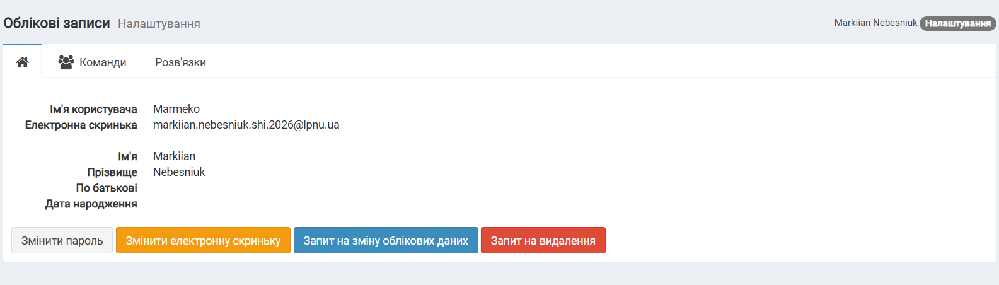 Облікові записи Налаштування
Markiian Nebesniuk Налаштування
Команди Розв'язки
Ім'я користувача Marmeko
Електронна скринька markiian.nebesniuk.shi.2026@lpnu.ua
Ім'я Markiian
Прізвище Nebesniuk
По батькові
Дата народження
Змінити пароль Змінити електронну скриньку Запит на зміну облікових даних Запит на видалення